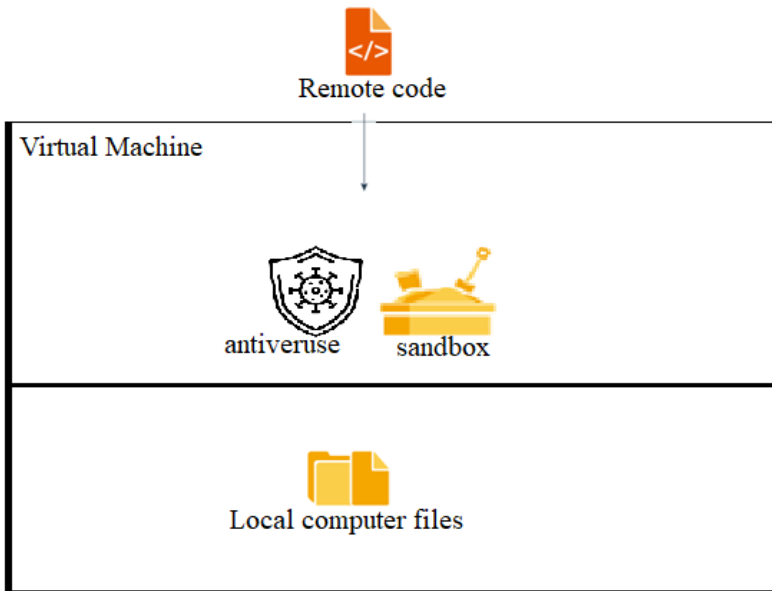 </>
Remote code
Virtual Machine
antiveruse
sandbox
Local computer files